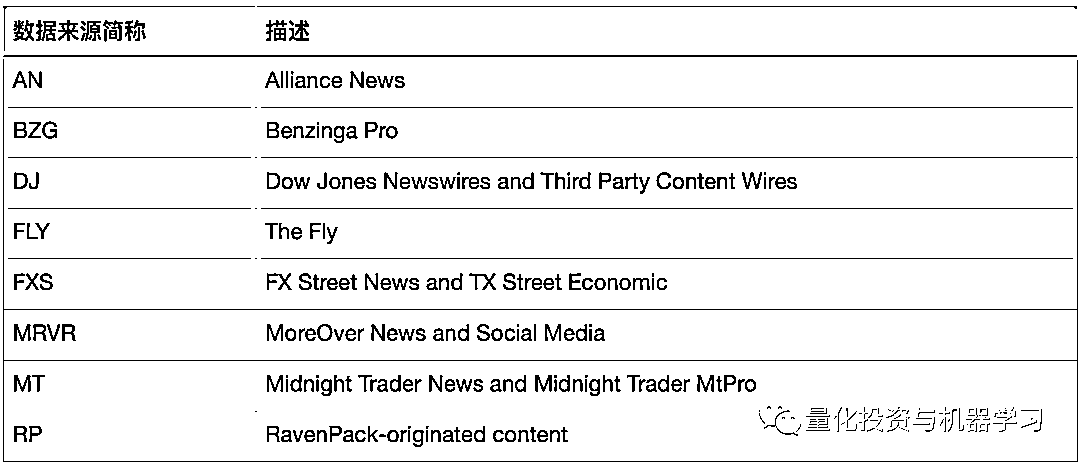 数据来源简称 描述
AN Alliance News
BZG Benzinga Pro
DJ Dow Jones Newswires and Third Party Content Wires
FLY The Fly
FXS FX Street News and TX Street Economic
MRVR MoreOver News and Social Media
MT Midnight Trader News and Midnight Trader MtPro
RP RavenPack-originated content
量化投资与机器学习